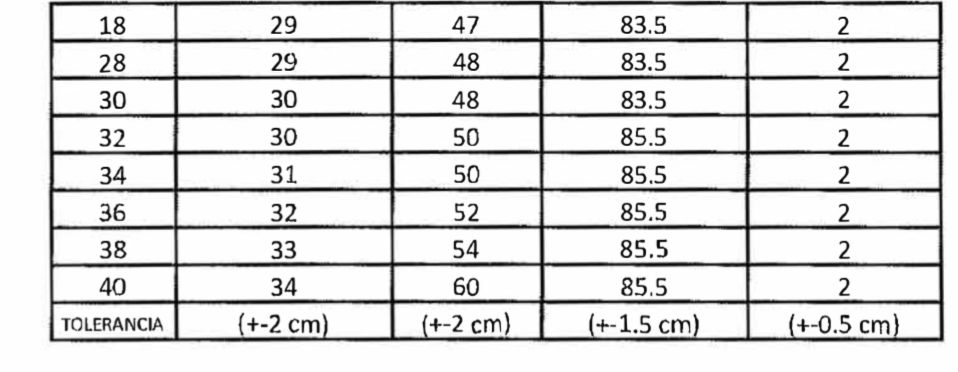 18 29 47 83.5 2
28 29 48 83.5 2
30 30 48 83.5 2
32 30 50 85.5 2
34 31 50 85.5 2
36 32 52 85.5 2
38 33 54 85.5 2
40 34 60 85.5 2
TOLERANCIA (+-2 cm) (+-2 cm) (+-1.5 cm) (+-0.5 cm)